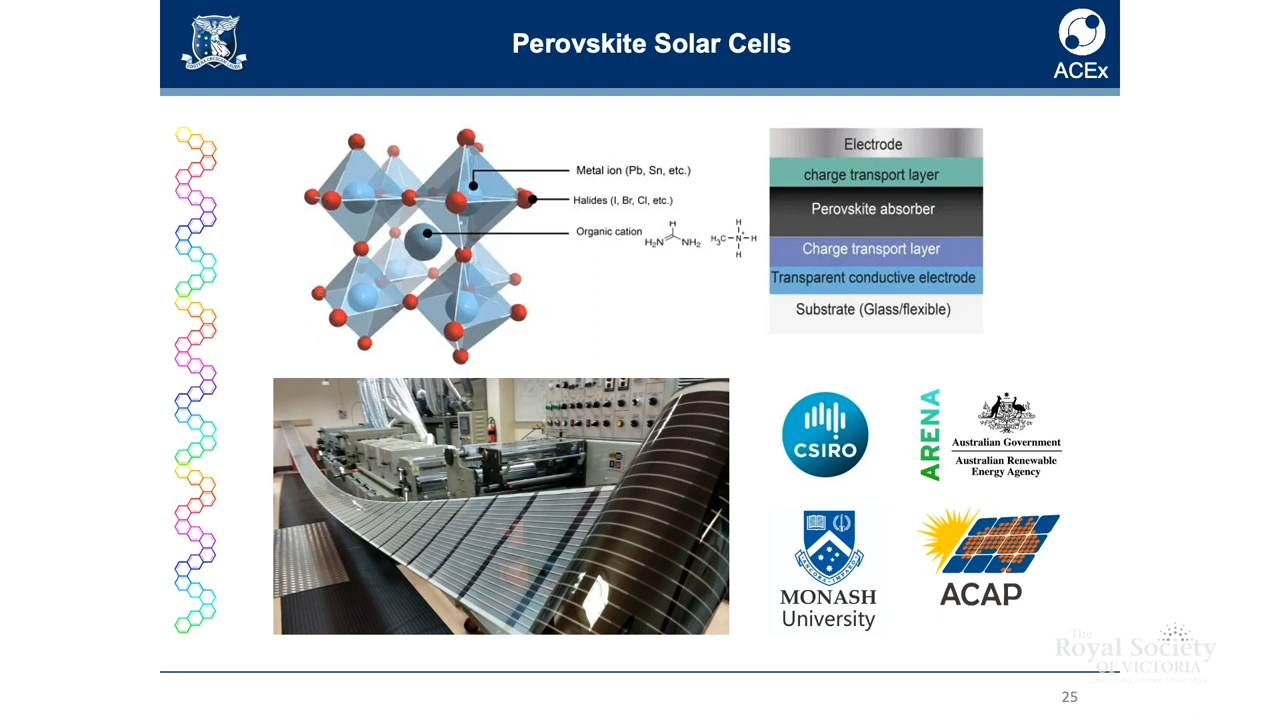 Perovskite Solar Cells
ACEx
Metal ion (Pb, Sn, etc.)
Halides (I, Br, Cl, etc.)
Organic cation
H
H₂N
NH₂
H
H₃C
N
+
H
H
Electrode
charge transport layer
Perovskite absorber
Charge transport layer
Transparent conductive electrode
Substrate (Glass/flexible)
CSIRO
ARENA
Australian Government
Australian Renewable
Energy Agency
MONASH
University
ACAP
The
Royal Society
OF VICTORIA
25